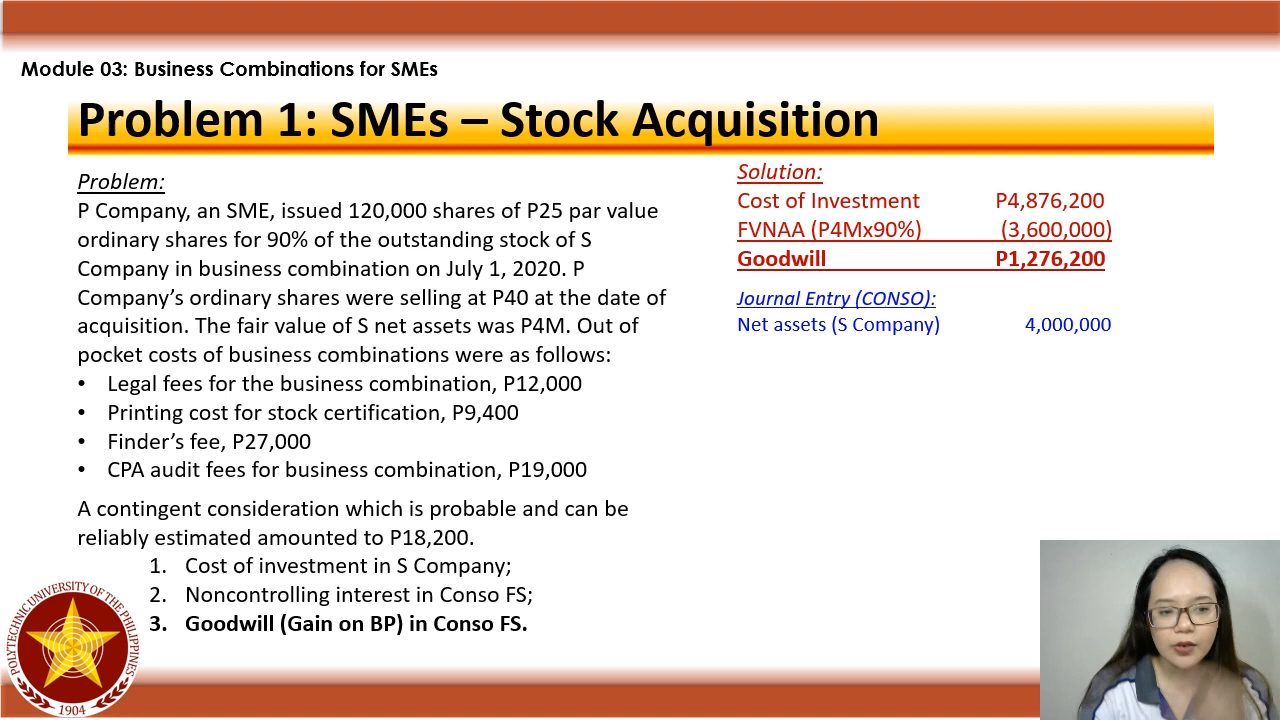 Module 03: Business Combinations for SMEs
Problem 1: SMEs – Stock Acquisition
Problem:
P Company, an SME, issued 120,000 shares of P25 par value
ordinary shares for 90% of the outstanding stock of S
Company in business combination on July 1, 2020. P
Company’s ordinary shares were selling at P40 at the date of
acquisition. The fair value of S net assets was P4M. Out of
pocket costs of business combinations were as follows:
• Legal fees for the business combination, P12,000
• Printing cost for stock certification, P9,400
• Finder’s fee, P27,000
• CPA audit fees for business combination, P19,000
A contingent consideration which is probable and can be
reliably estimated amounted to P18,200.
1. Cost of investment in S Company;
2. Noncontrolling interest in Conso FS;
3. Goodwill (Gain on BP) in Conso FS.
Solution:
Cost of Investment P4,876,200
FVNAA (P4Mx90%) (3,600,000)
Goodwill P1,276,200
Journal Entry (CONSO):
Net assets (S Company) 4,000,000
POLYTECHNIC UNIVERSITY OF THE PHILIPPINES
1904